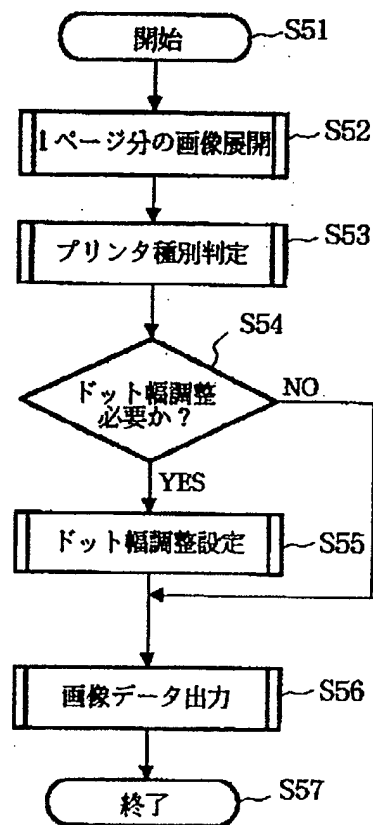 開始
S51
1ページ分の画像展開
S52
プリンタ種別判定
S53
S54
ドット幅調整
必要か?
NO
YES
ドット幅調整設定
S55
画像データ出力
S56
終了
S57